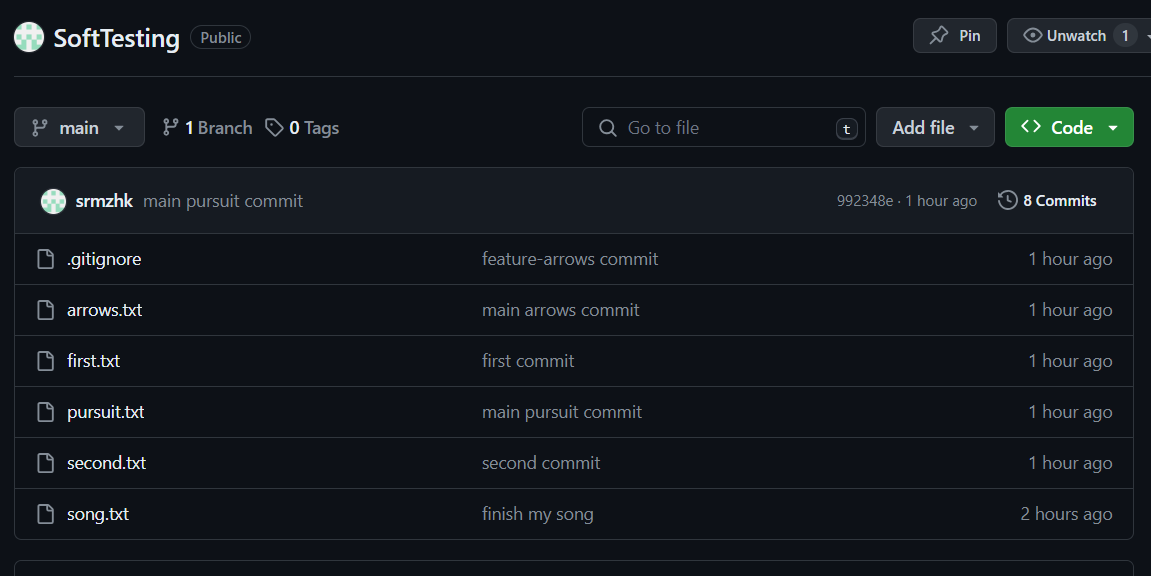 SoftTesting Public Pin Unwatch 1
main 1 Branch 0 Tags Go to file t Add file Code
srmzhk main pursuit commit 992348e · 1 hour ago 8 Commits
.gitignore feature-arrows commit 1 hour ago
arrows.txt main arrows commit 1 hour ago
first.txt first commit 1 hour ago
pursuit.txt main pursuit commit 1 hour ago
second.txt second commit 1 hour ago
song.txt finish my song 2 hours ago